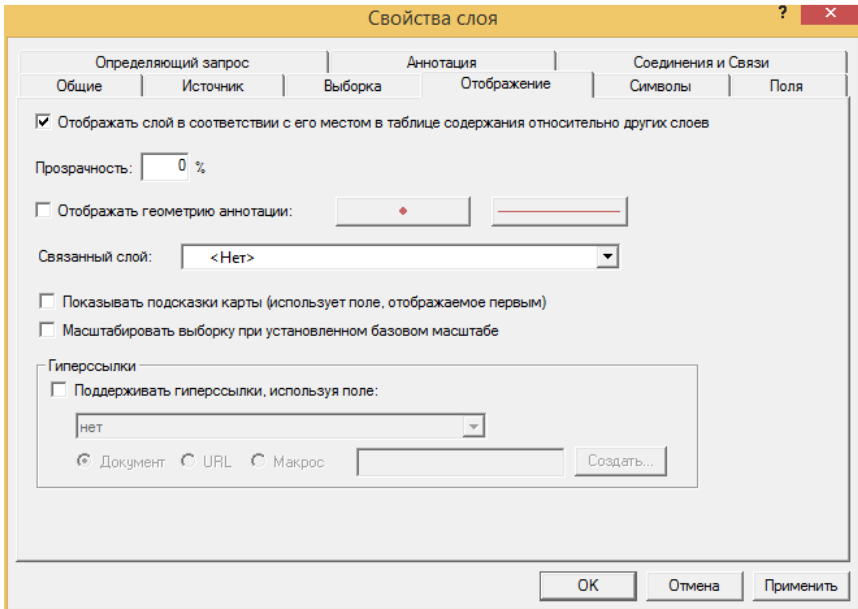 Свойства слоя
?
×
Определяющий запрос Аннотация Соединения и Связи
Общие Источник Выборка Отображение Символы Поля
Отображать слой в соответствии с его местом в таблице содержания относительно других слоев
Прозрачность: 0 %
Отображать геометрию аннотации:
Связанный слой: <Нет>
Показывать подсказки карты (использует поле, отображаемое первым)
Масштабировать выборку при установленном базовом масштабе
Гиперссылки
Поддерживать гиперссылки, используя поле:
нет
Документ URL Макрос Создать...
OK Отмена Применить